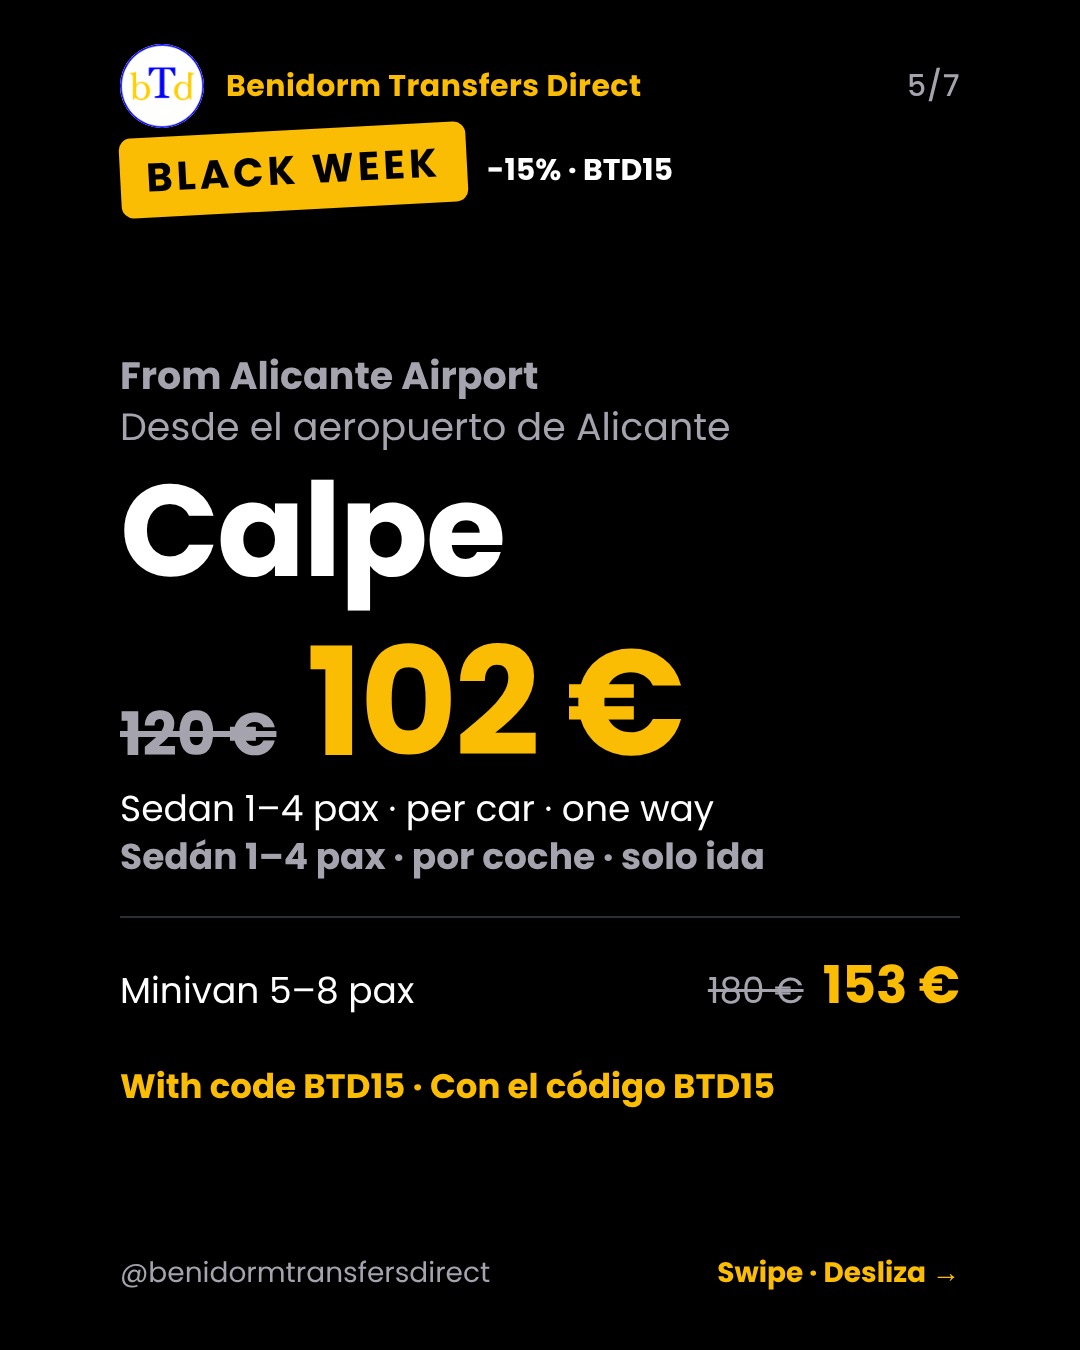 bTd
Benidorm Transfers Direct
5/7
BLACK WEEK
-15% · BTD15
From Alicante Airport
Desde el aeropuerto de Alicante
Calpe
120 € 102 €
Sedan 1–4 pax · per car · one way
Sedán 1–4 pax · por coche · solo ida
Minivan 5–8 pax 180 € 153 €
With code BTD15 · Con el código BTD15
@benidormtransfersdirect
Swipe · Desliza →